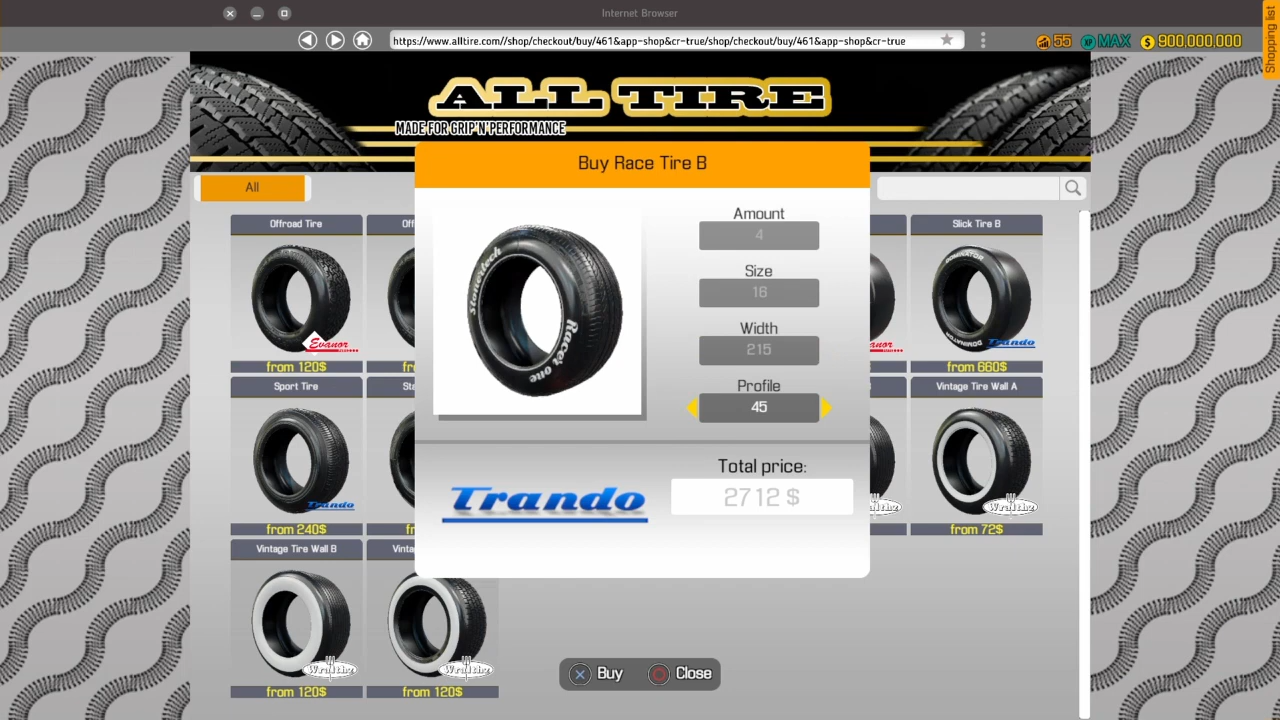 Internet Browser
https://www.alltire.com//shop/checkout/buy/461&app-shop&cr-true/shop/checkout/buy/461&app-shop&cr-true
55
XP MAX
$ 900,000,000
Shopping list
ALL TIRE
MADE FOR GRIP'N'PERFORMANCE
All
Buy Race Tire B
Stonertech
Racer one
Amount
4
Size
16
Width
215
Profile
45
Total price:
2712 $
Trando
Offroad Tire
Evanor
from 120$
Slick Tire B
DOMINATOR
DOMINATOR
Trando
from 660$
Sport Tire
Trando
from 240$
Vintage Tire Wall A
from 72$
Vintage Tire Wall B
from 120$
from 120$
Buy
Close